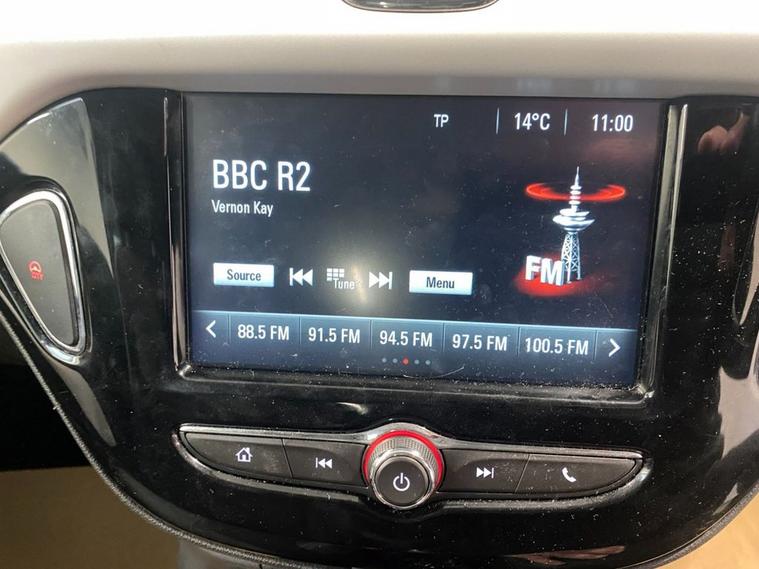 TP 14°C 11:00
BBC R2
Vernon Kay
FM
Source Tune Menu
88.5 FM 91.5 FM 94.5 FM 97.5 FM 100.5 FM
CITY